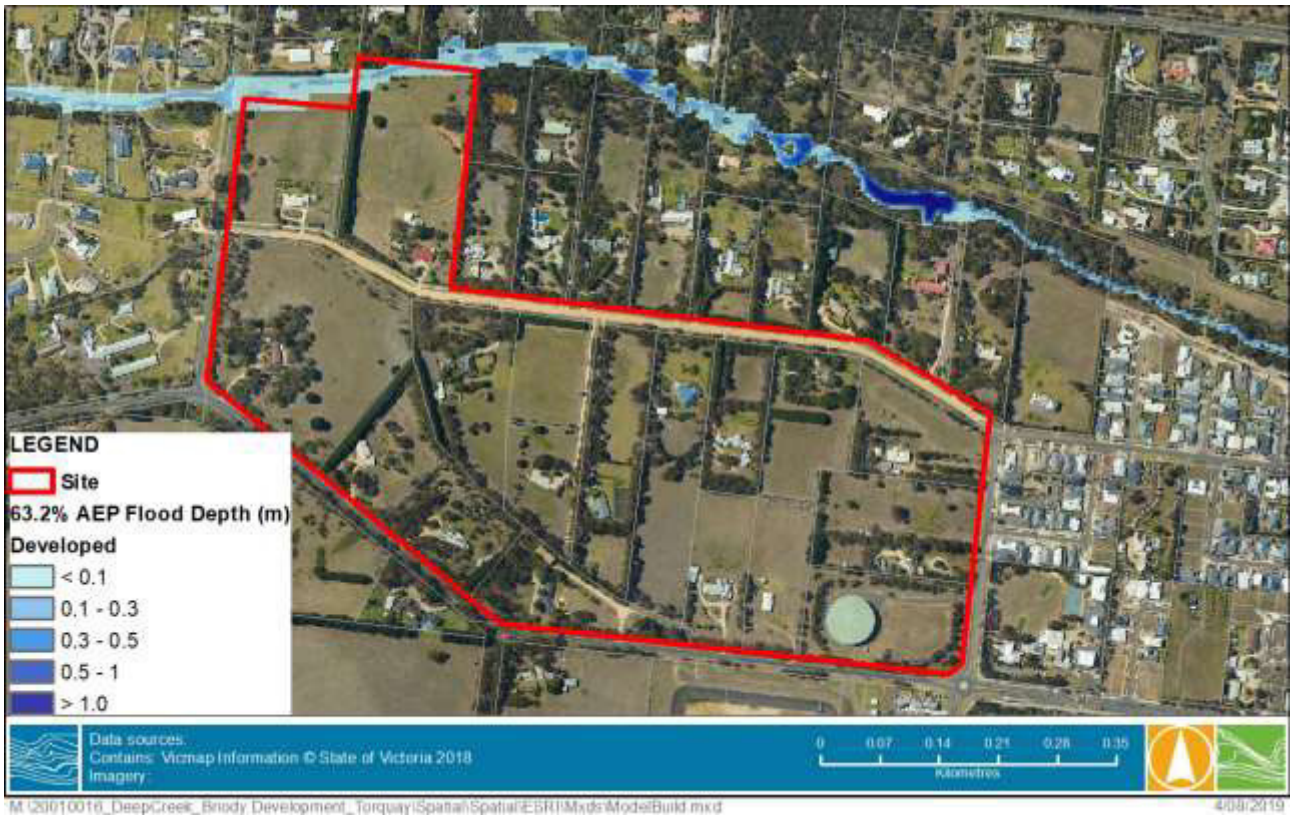 LEGEND
Site
63.2% AEP Flood Depth (m)
Developed
< 0.1
0.1 - 0.3
0.3 - 0.5
0.5 - 1
> 1.0
Data sources:
Contains: Vicmap Information © State of Victoria 2018
Imagery:
0 0.07 0.14 0.21 0.28 0.35
Kilometres
M:\20010016_DeepCreek_Briody_Development_Torquay\Spatial\Spatial\ESRI\Mxds\ModelBuild.mxd
4/08/2019